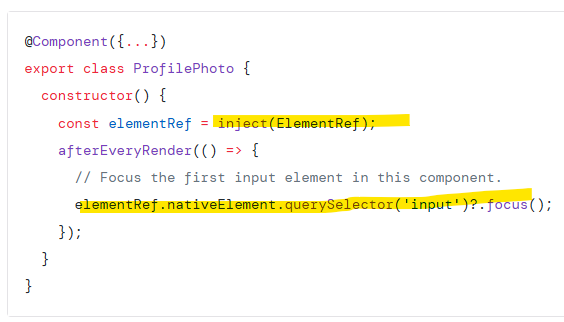 @Component({...})
export class ProfilePhoto {
constructor() {
const elementRef = inject(ElementRef);
afterEveryRender(() => {
// Focus the first input element in this component.
elementRef.nativeElement.querySelector('input')?.focus();
});
}
}